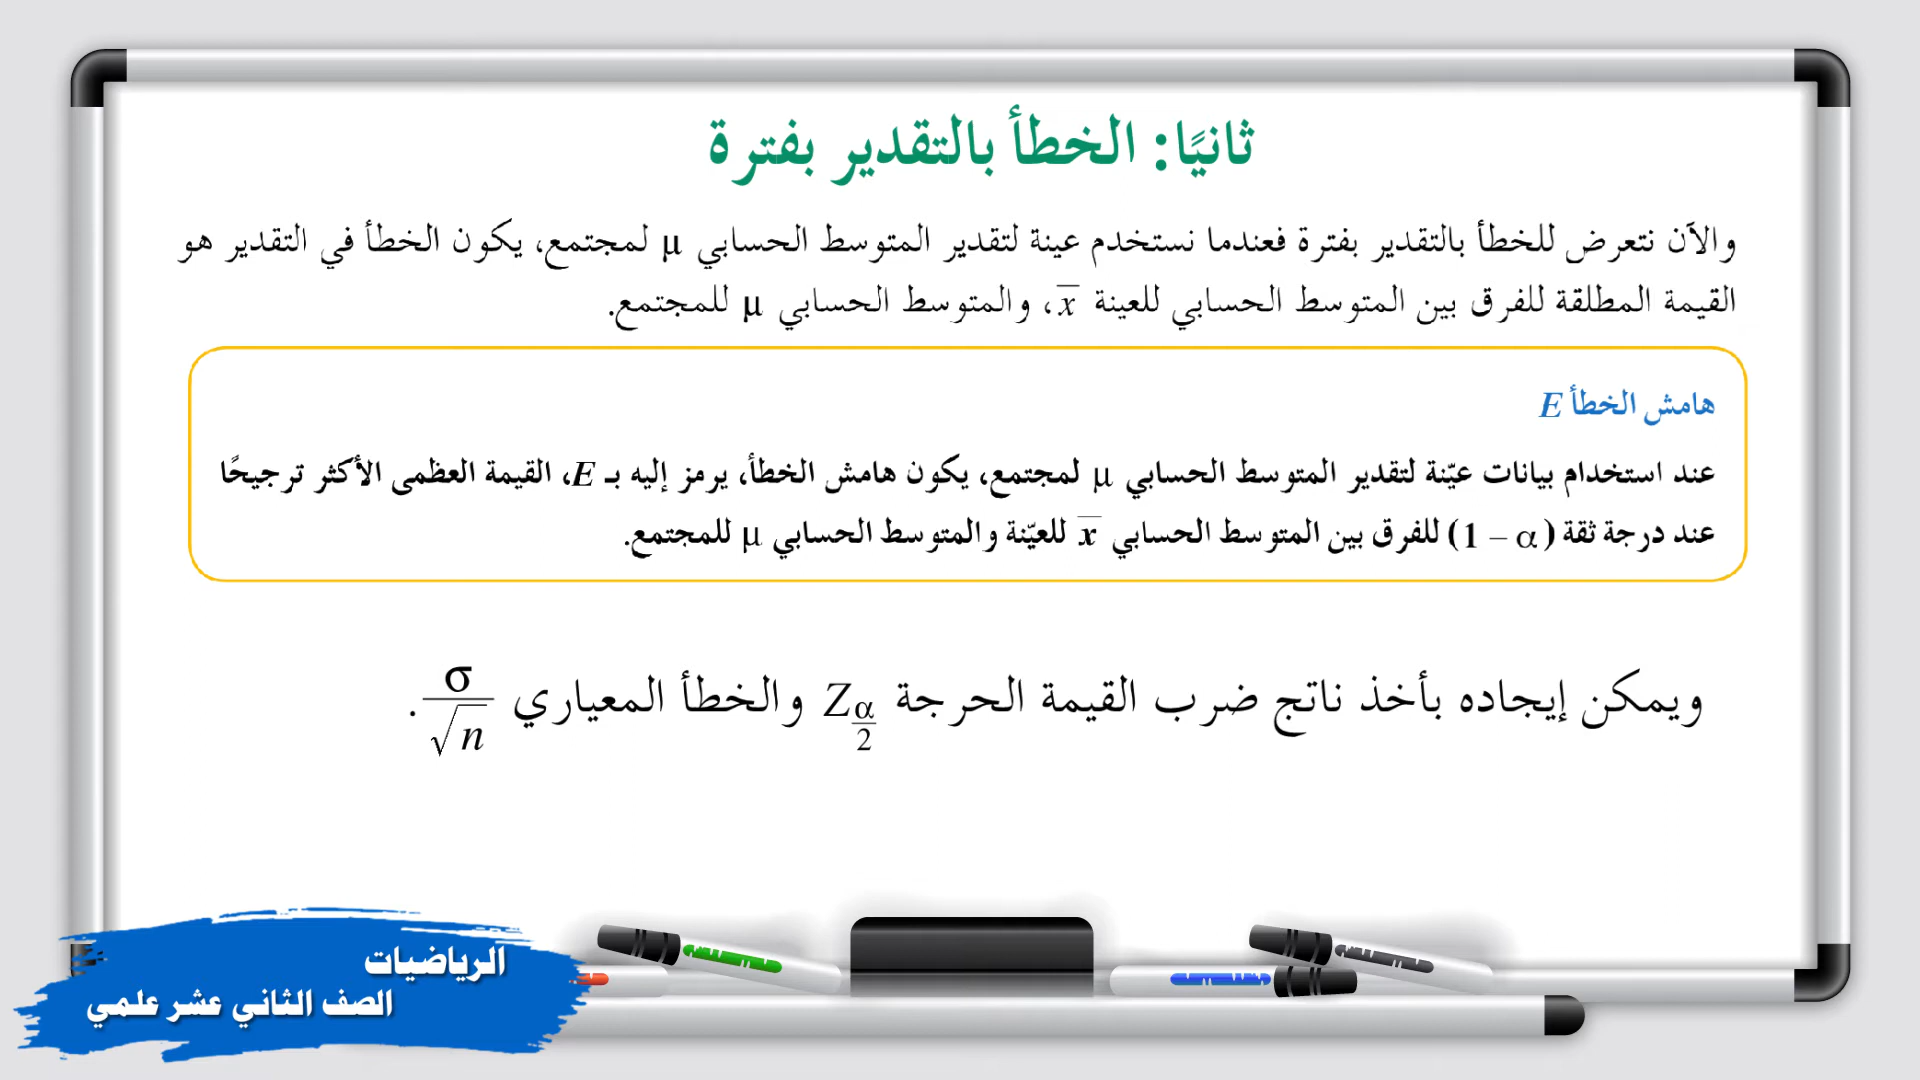 ثانيًا: الخطأ بالتقدير بفترة
والآن نتعرض للخطأ بالتقدير بفترة فعندما نستخدم عينة لتقدير المتوسط الحسابي μ لمجتمع، يكون الخطأ في التقدير هو
القيمة المطلقة للفرق بين المتوسط الحسابي للعينة x̅، والمتوسط الحسابي μ للمجتمع.
هامش الخطأ E
عند استخدام بيانات عيّنة لتقدير المتوسط الحسابي μ لمجتمع، يكون هامش الخطأ، يرمز إليه بـ E، القيمة العظمى الأكثر ترجيحًا
عند درجة ثقة (1 – α) للفرق بين المتوسط الحسابي x̅ للعيّنة والمتوسط الحسابي μ للمجتمع.
ويمكن إيجاده بأخذ ناتج ضرب القيمة الحرجة Z_{α/2} والخطأ المعياري σ/√n.
الرياضيات
الصف الثاني عشر علمي